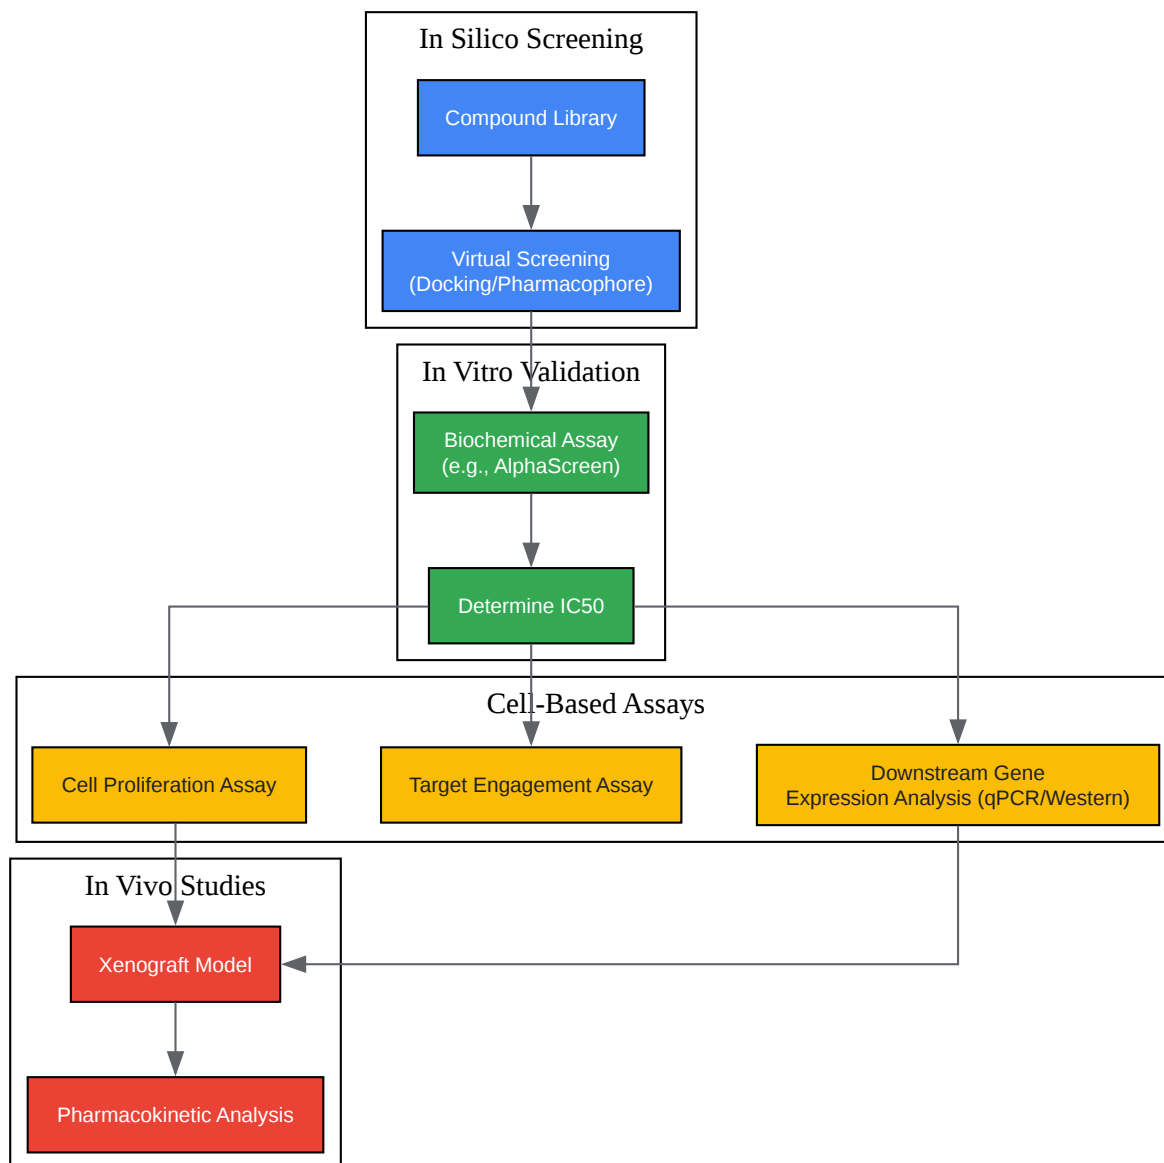 In Silico Screening
Compound Library
Virtual Screening
(Docking/Pharmacophore)
In Vitro Validation
Biochemical Assay
(e.g., AlphaScreen)
Determine IC50
Cell-Based Assays
Cell Proliferation Assay
Target Engagement Assay
Downstream Gene
Expression Analysis (qPCR/Western)
In Vivo Studies
Xenograft Model
Pharmacokinetic Analysis